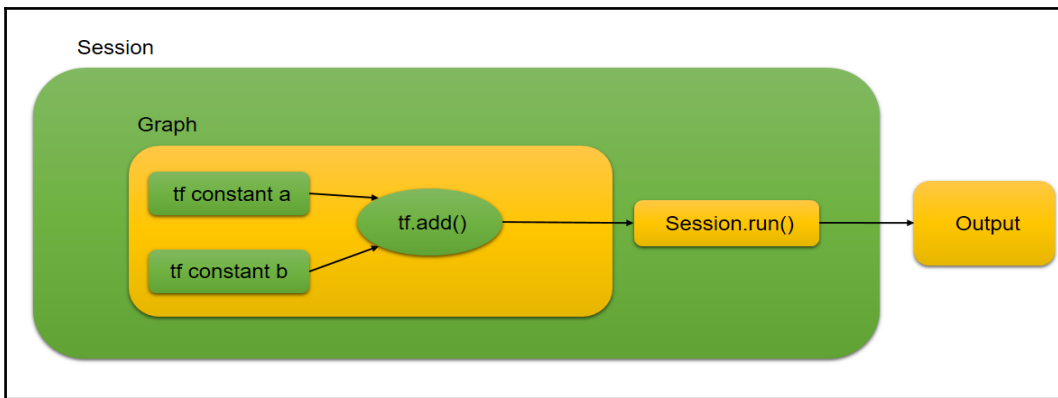 Session
Graph
tf constant a
tf.add()
Session.run()
Output
tf constant b